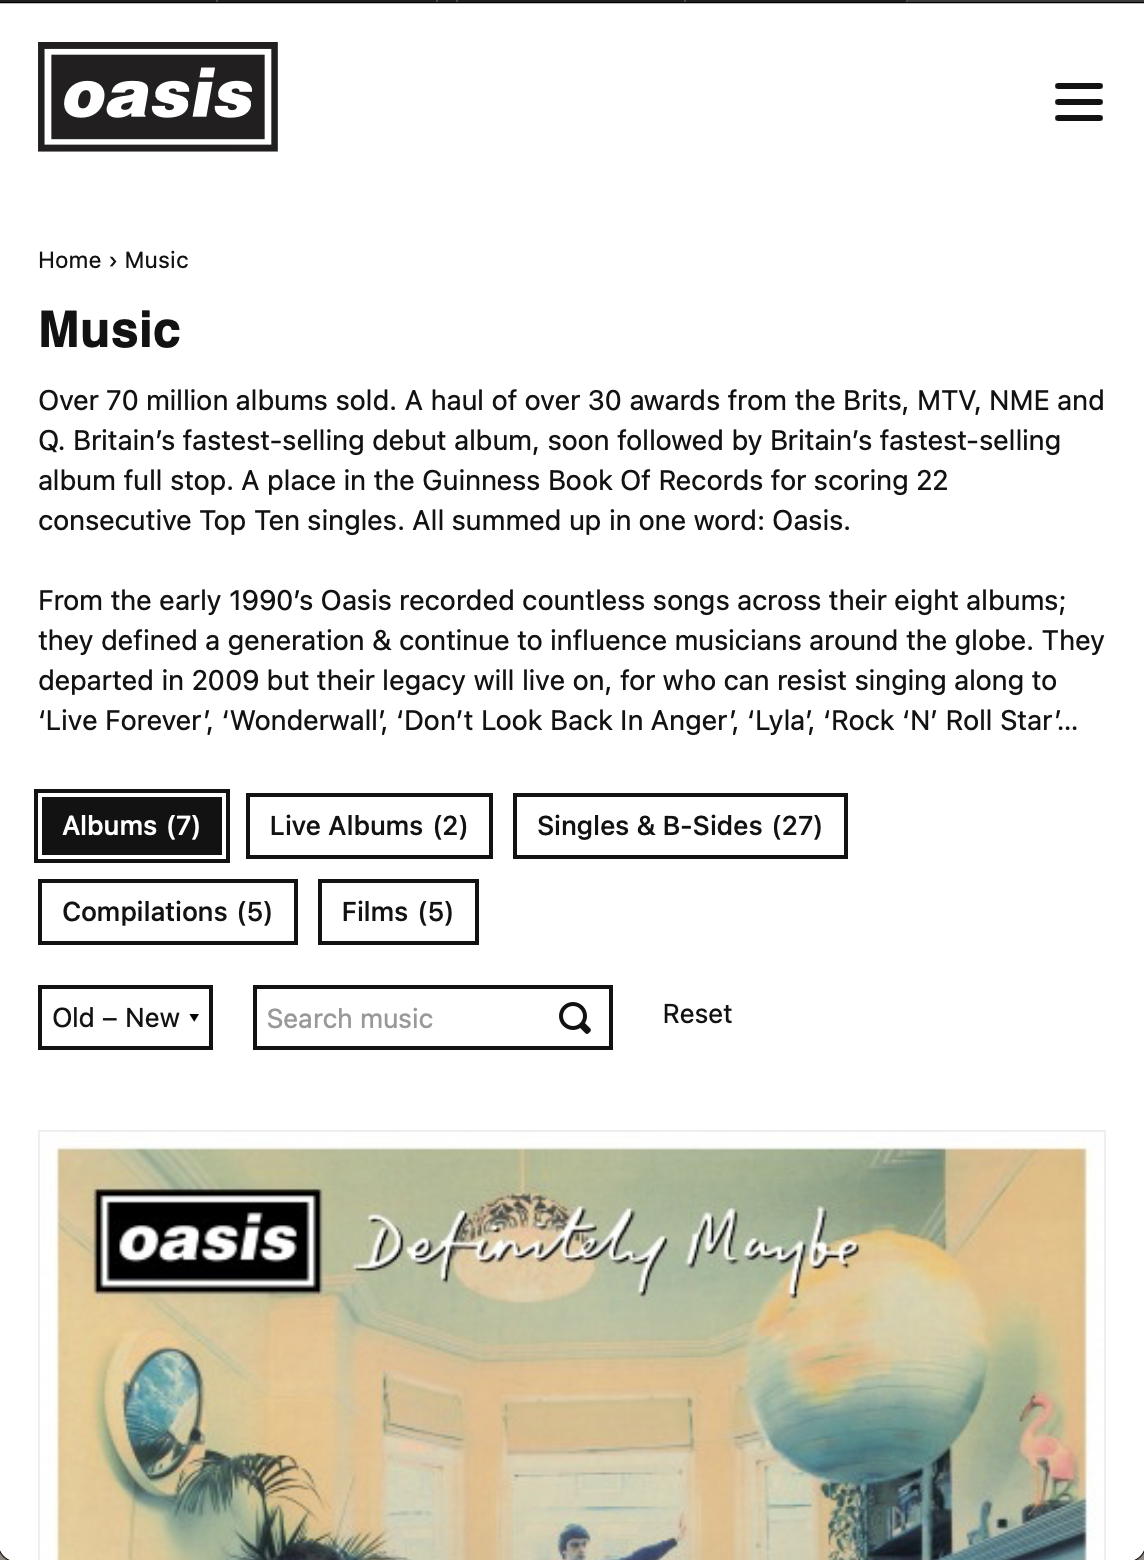 oasis
Home › Music
Music
Over 70 million albums sold. A haul of over 30 awards from the Brits, MTV, NME and
Q. Britain’s fastest-selling debut album, soon followed by Britain’s fastest-selling
album full stop. A place in the Guinness Book Of Records for scoring 22
consecutive Top Ten singles. All summed up in one word: Oasis.
From the early 1990’s Oasis recorded countless songs across their eight albums;
they defined a generation & continue to influence musicians around the globe. They
departed in 2009 but their legacy will live on, for who can resist singing along to
‘Live Forever’, ‘Wonderwall’, ‘Don’t Look Back In Anger’, ‘Lyla’, ‘Rock ‘N’ Roll Star’...
Albums (7) Live Albums (2) Singles & B-Sides (27)
Compilations (5) Films (5)
Old – New ▾ Search music Reset
oasis Definitely Maybe